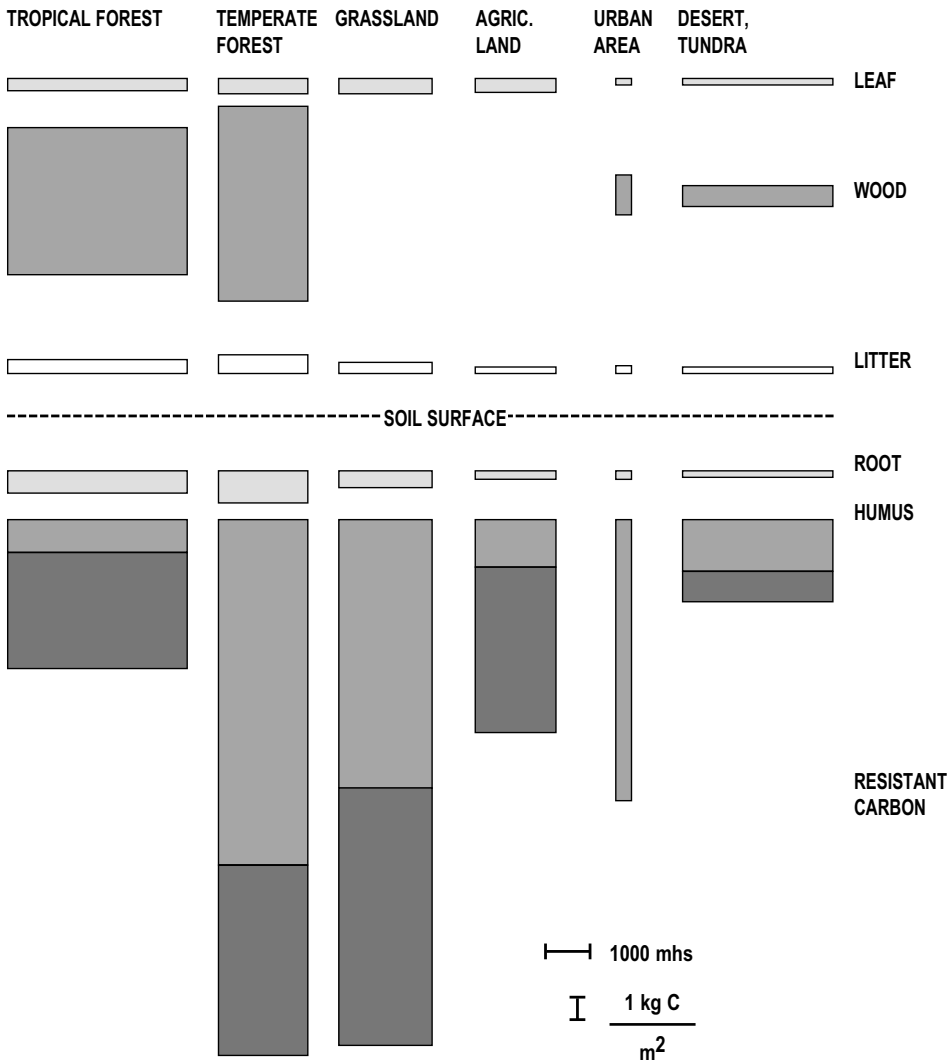 TROPICAL FOREST
TEMPERATE
FOREST
GRASSLAND
AGRIC.
LAND
URBAN
AREA
DESERT,
TUNDRA
LEAF
WOOD
LITTER
SOIL SURFACE
ROOT
HUMUS
RESISTANT
CARBON
1000 mhs
1 kg C
m2